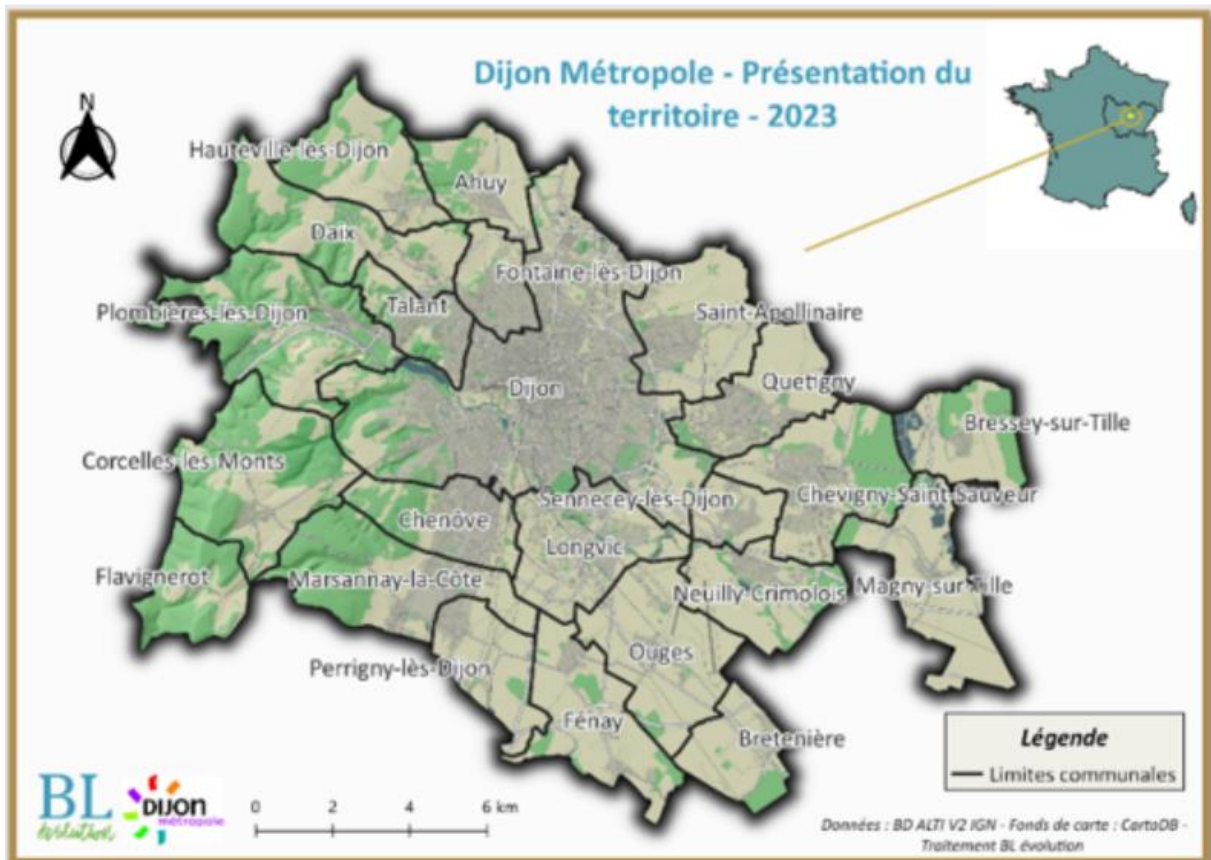 Dijon Métropole - Présentation du
territoire - 2023
N
Hauteville-lès-Dijon
Ahuy
Daix
Fontaine-lès-Dijon
Plombières-lès-Dijon
Talant
Saint-Apollinaire
Dijon
Quetigny
Bressey-sur-Tille
Corcelles-les-Monts
Sennecey-lès-Dijon
Chevigny-Saint-Sauveur
Chenôve
Longvic
Flavignerot
Marsannay-la-Côte
Neuilly-Crimolois
Magny-sur-Tille
Ouges
Perrigny-lès-Dijon
Fénay
Bretenière
Légende
Limites communales
BL
évolution
DIJON
métropole
0 2 4 6 km
Données : BD ALTI V2 IGN - Fonds de carte : CartoDB -
Traitement BL évolution